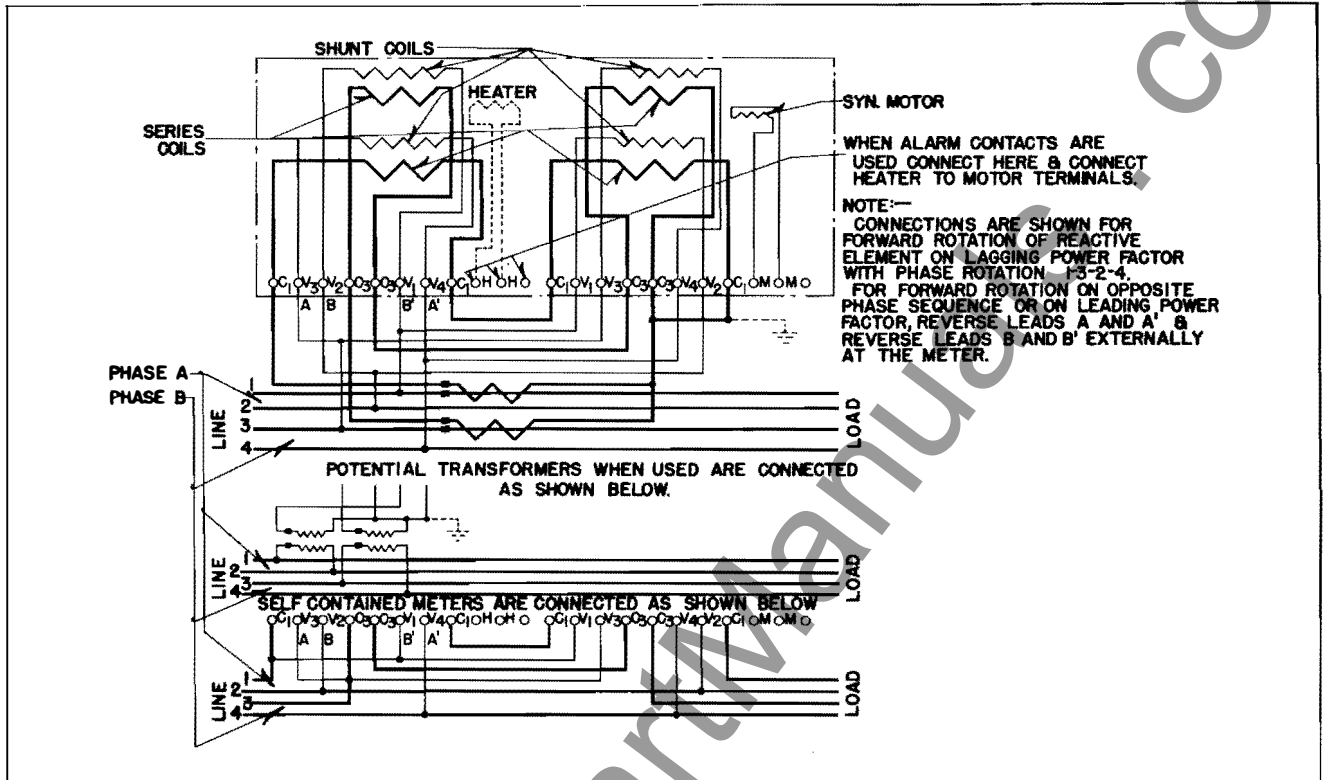 SHUNT COILS
HEATER
SYN. MOTOR
SERIES
COILS
WHEN ALARM CONTACTS ARE
USED CONNECT HERE & CONNECT
HEATER TO MOTOR TERMINALS.
NOTE:—
CONNECTIONS ARE SHOWN FOR
FORWARD ROTATION OF REACTIVE
ELEMENT ON LAGGING POWER FACTOR
WITH PHASE ROTATION 1-3-2-4.
FOR FORWARD ROTATION ON OPPOSITE
PHASE SEQUENCE OR ON LEADING POWER
FACTOR, REVERSE LEADS A AND A' &
REVERSE LEADS B AND B' EXTERNALLY
AT THE METER.
C1 V3 V2 C3 C3 V1 V4 C1 H H C1 V1 V3 C3 C3 V4 V2 C1 M M
A B B' A'
PHASE A
PHASE B
LINE
1
2
3
4
LOAD
POTENTIAL TRANSFORMERS WHEN USED ARE CONNECTED
AS SHOWN BELOW.
LINE
1
2
3
4
LOAD
SELF CONTAINED METERS ARE CONNECTED AS SHOWN BELOW
C1 V3 V2 C3 C3 V1 V4 C1 H H C1 V1 V3 C3 C3 V4 V2 C1 M M
A B B' A'
LINE
1
2
3
4
LOAD
artManuals.co